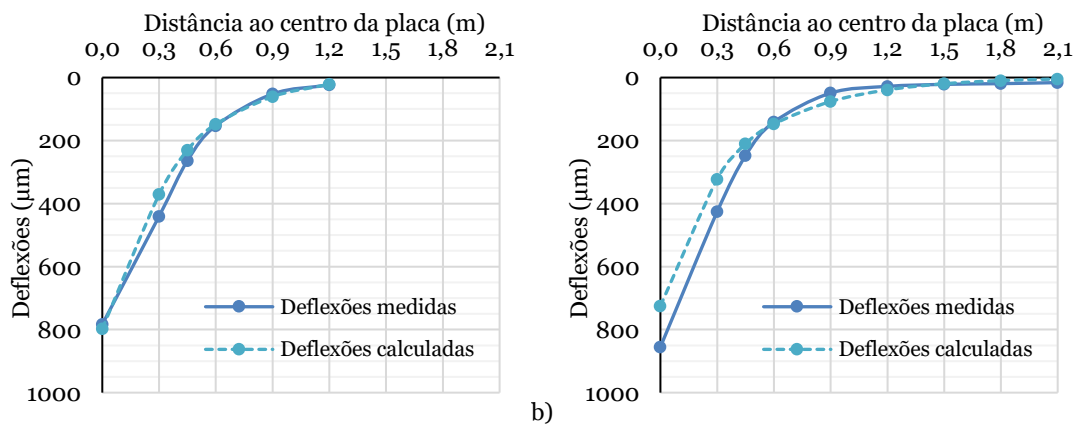 Distância ao centro da placa (m)
0,0 0,3 0,6 0,9 1,2 1,5 1,8 2,1
0
200
400
600
800
1000
Deflexões (µm)
Deflexões medidas
Deflexões calculadas
b)
Distância ao centro da placa (m)
0,0 0,3 0,6 0,9 1,2 1,5 1,8 2,1
0
200
400
600
800
1000
Deflexões (µm)
Deflexões medidas
Deflexões calculadas